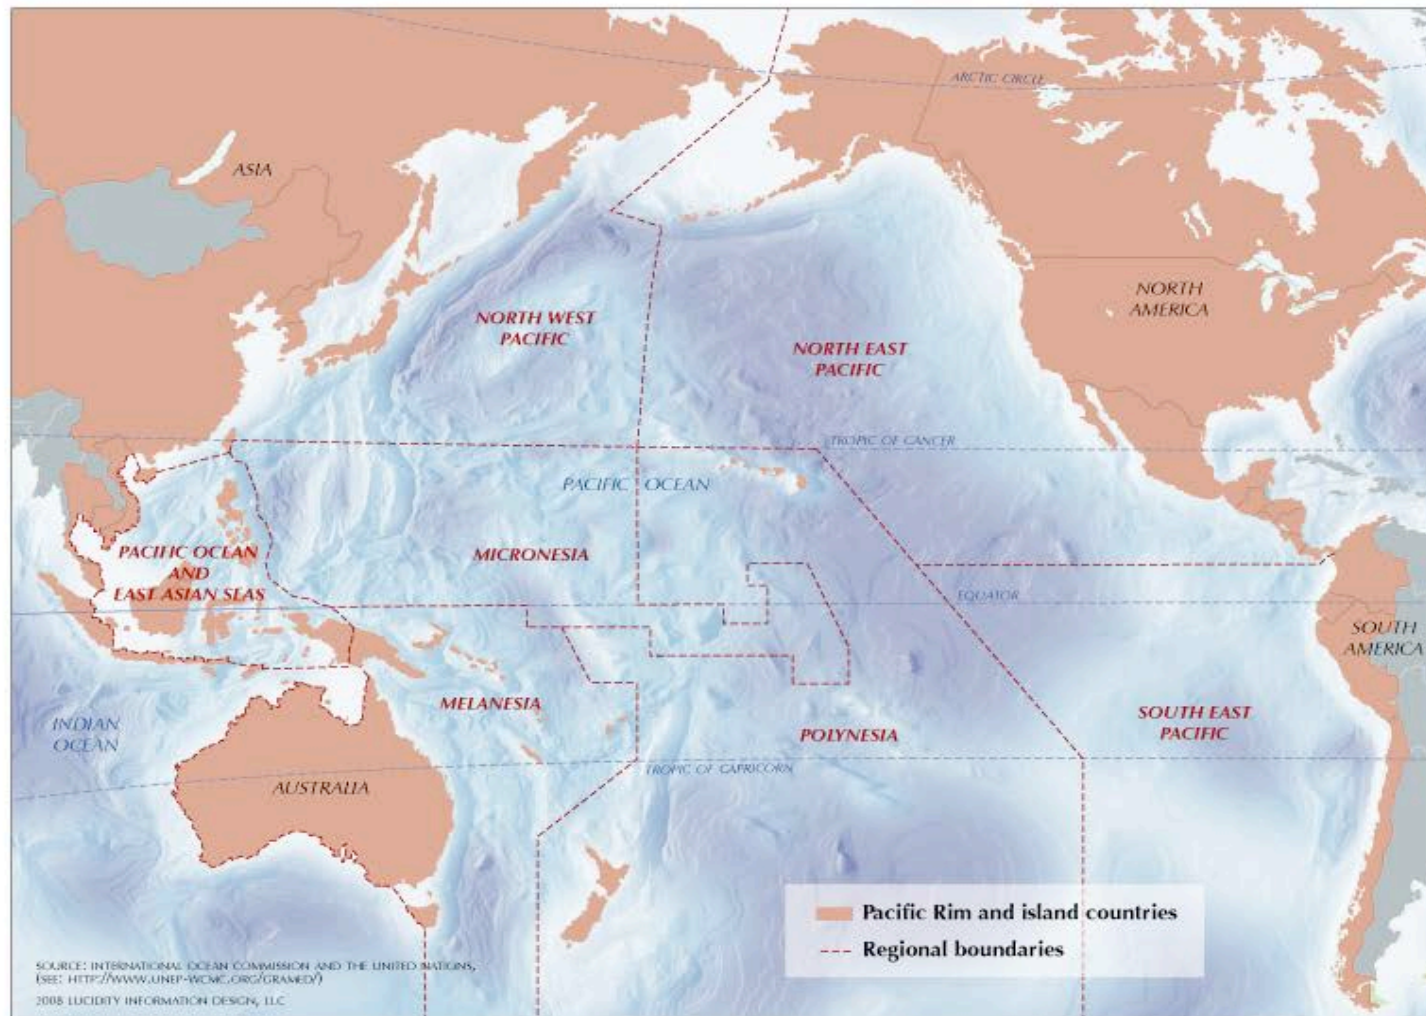 ARCTIC CIRCLE
ASIA
NORTH
AMERICA
NORTH WEST
PACIFIC
NORTH EAST
PACIFIC
TROPIC OF CANCER
PACIFIC OCEAN
PACIFIC OCEAN
AND
EAST ASIAN SEAS
MICRONESIA
EQUATOR
SOUTH
AMERICA
MELANESIA
INDIAN
OCEAN
POLYNESIA
SOUTH EAST
PACIFIC
TROPIC OF CAPRICORN
AUSTRALIA
Pacific Rim and island countries
Regional boundaries
SOURCE: INTERNATIONAL OCEAN COMMISSION AND THE UNITED NATIONS,
(SEE: HTTP://WWW.UNEP-WCMC.ORG/GRAMED/)
2008 LUCIDITY INFORMATION DESIGN, LLC